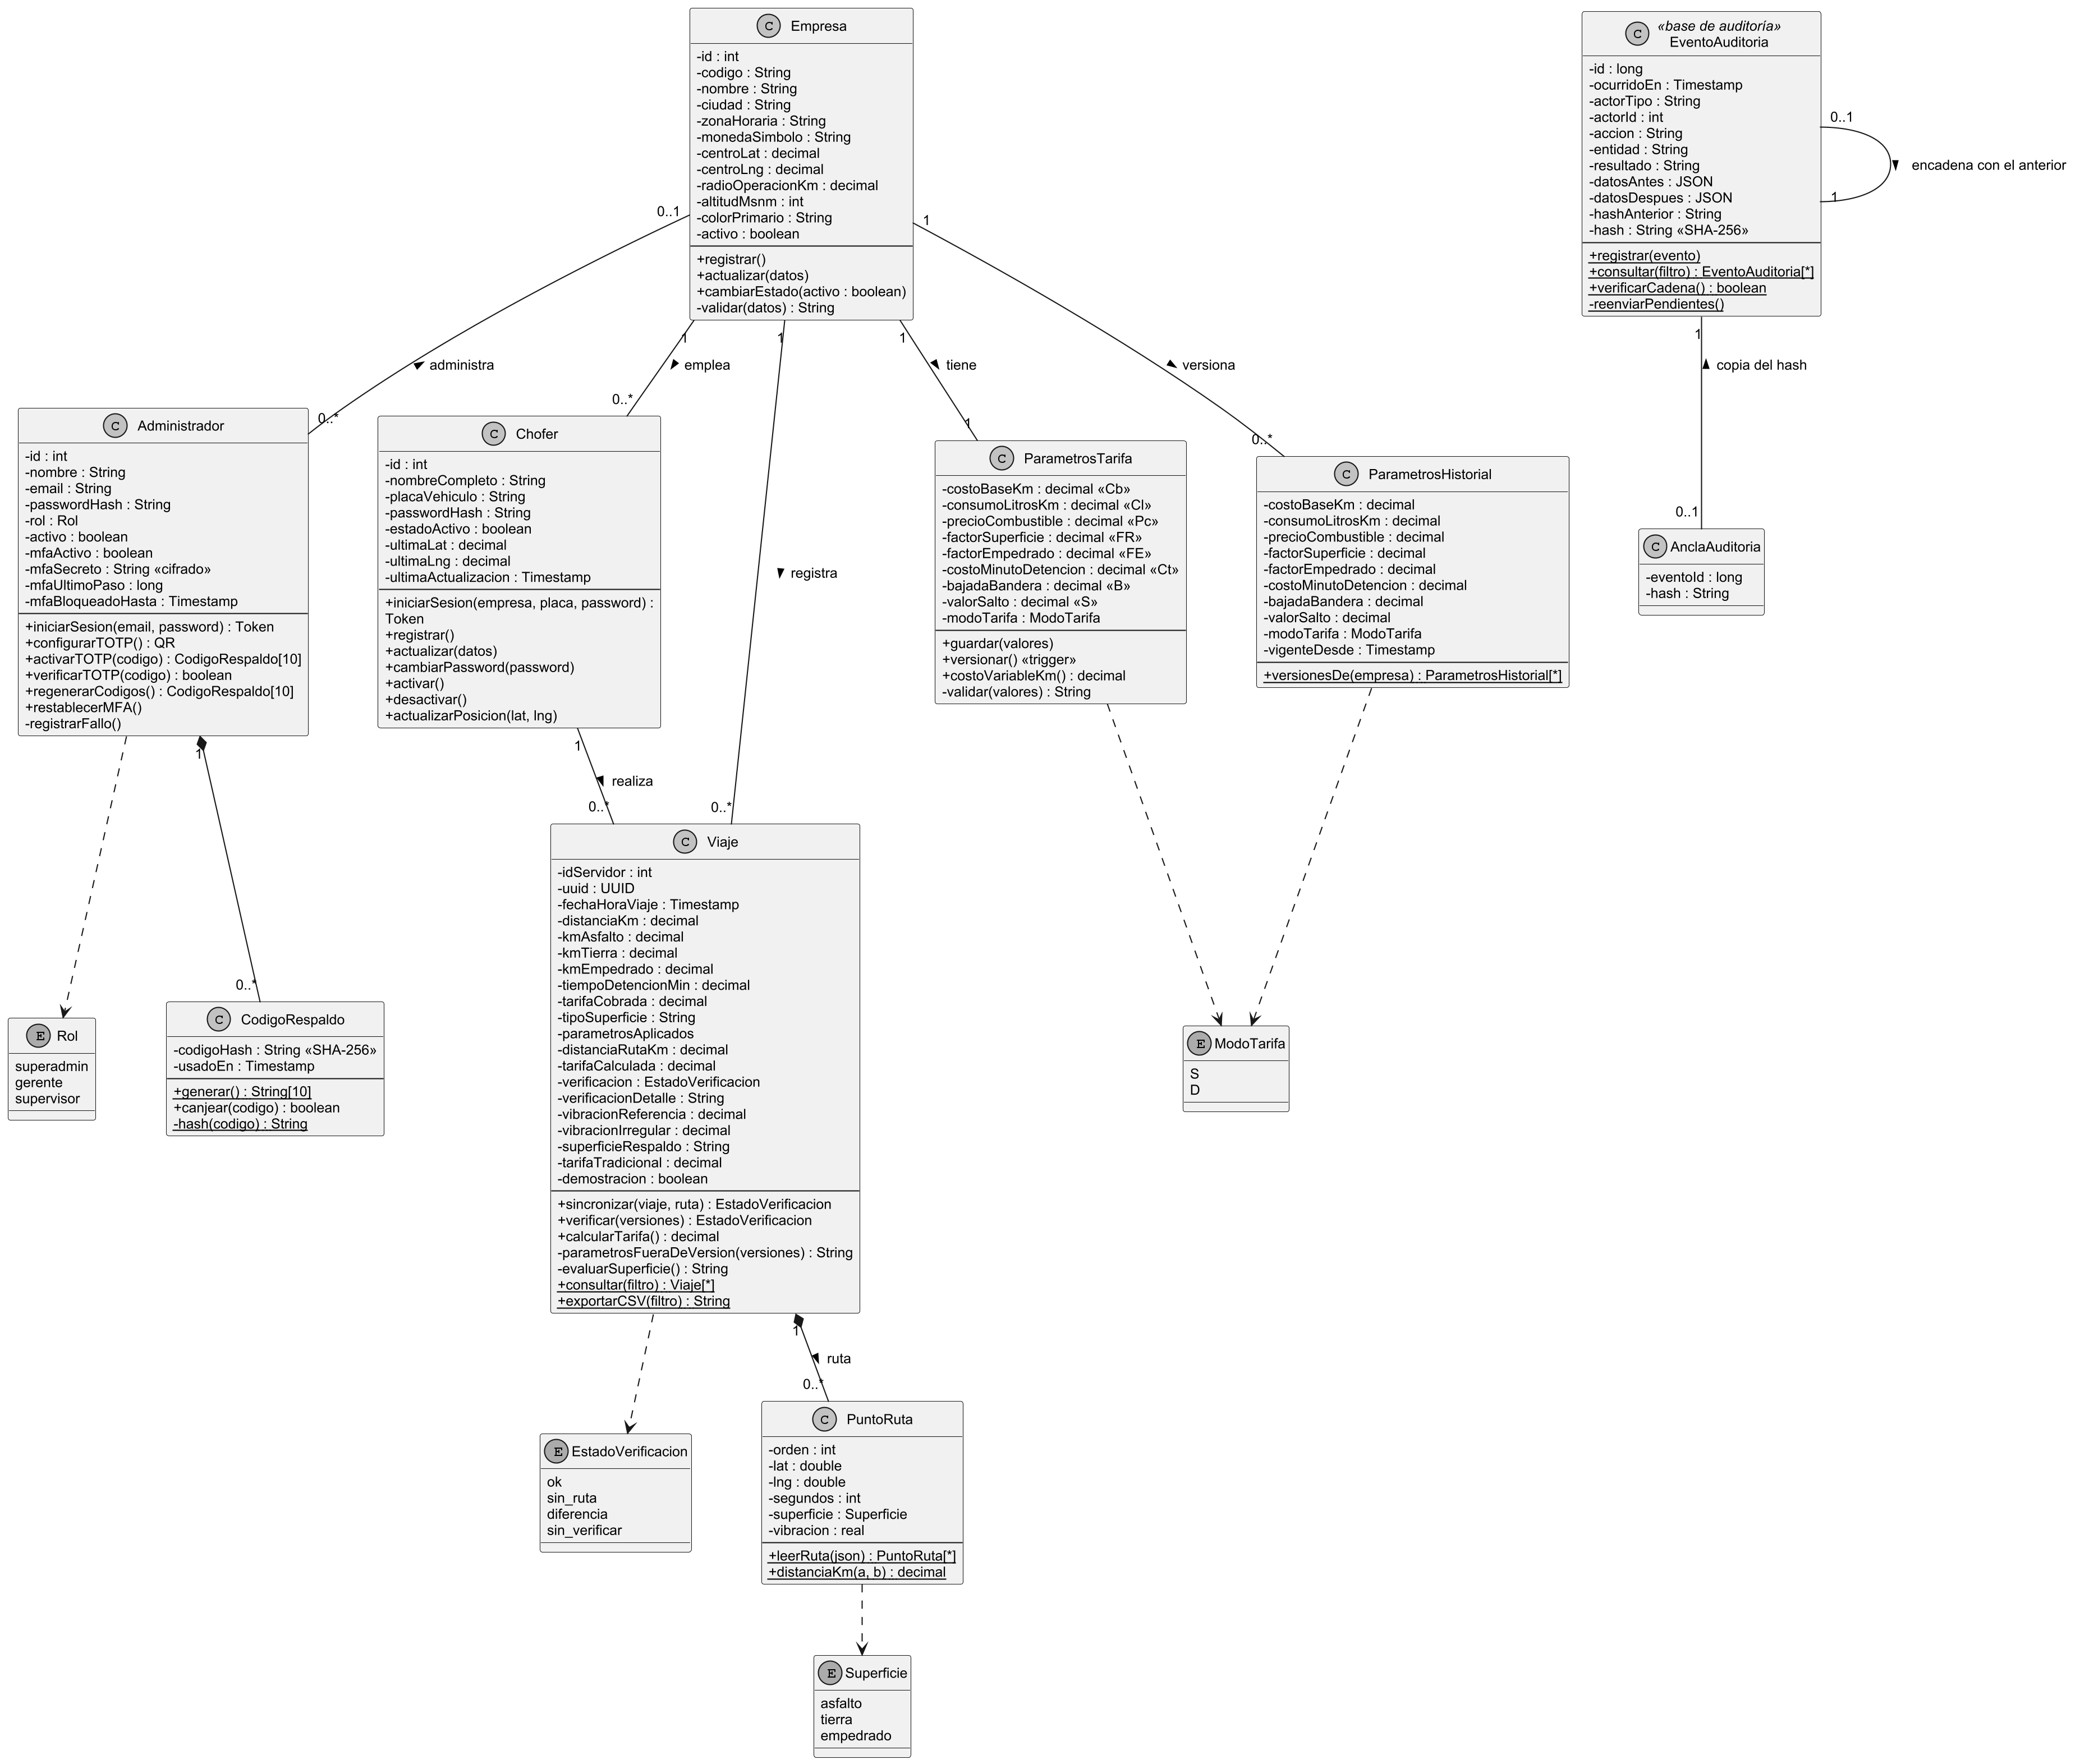 C Empresa
-id : int
-codigo : String
-nombre : String
-ciudad : String
-zonaHoraria : String
-monedaSimbolo : String
-centroLat : decimal
-centroLng : decimal
-radioOperacionKm : decimal
-altitudMsnm : int
-colorPrimario : String
-activo : boolean
+registrar()
+actualizar(datos)
+cambiarEstado(activo : boolean)
-validar(datos) : String
«base de auditoría»
C EventoAuditoria
-id : long
-ocurridoEn : Timestamp
-actorTipo : String
-actorId : int
-accion : String
-entidad : String
-resultado : String
-datosAntes : JSON
-datosDespues : JSON
-hashAnterior : String
-hash : String «SHA-256»
+registrar(evento)
+consultar(filtro) : EventoAuditoria[*]
+verificarCadena() : boolean
-reenviarPendientes()
0..1
encadena con el anterior
1
0..1
administra
0..*
1
emplea
0..*
1
registra
0..*
1
tiene
1
1
versiona
0..*
1
copia del hash
0..1
C Administrador
-id : int
-nombre : String
-email : String
-passwordHash : String
-rol : Rol
-activo : boolean
-mfaActivo : boolean
-mfaSecreto : String «cifrado»
-mfaUltimoPaso : long
-mfaBloqueadoHasta : Timestamp
+iniciarSesion(email, password) : Token
+configurarTOTP() : QR
+activarTOTP(codigo) : CodigoRespaldo[10]
+verificarTOTP(codigo) : boolean
+regenerarCodigos() : CodigoRespaldo[10]
+restablecerMFA()
-registrarFallo()
C Chofer
-id : int
-nombreCompleto : String
-placaVehiculo : String
-passwordHash : String
-estadoActivo : boolean
-ultimaLat : decimal
-ultimaLng : decimal
-ultimaActualizacion : Timestamp
+iniciarSesion(empresa, placa, password) :
Token
+registrar()
+actualizar(datos)
+cambiarPassword(password)
+activar()
+desactivar()
+actualizarPosicion(lat, lng)
C ParametrosTarifa
-costoBaseKm : decimal «Cb»
-consumoLitrosKm : decimal «Cl»
-precioCombustible : decimal «Pc»
-factorSuperficie : decimal «FR»
-factorEmpedrado : decimal «FE»
-costoMinutoDetencion : decimal «Ct»
-bajadaBandera : decimal «B»
-valorSalto : decimal «S»
-modoTarifa : ModoTarifa
+guardar(valores)
+versionar() «trigger»
+costoVariableKm() : decimal
-validar(valores) : String
C ParametrosHistorial
-costoBaseKm : decimal
-consumoLitrosKm : decimal
-precioCombustible : decimal
-factorSuperficie : decimal
-factorEmpedrado : decimal
-costoMinutoDetencion : decimal
-bajadaBandera : decimal
-valorSalto : decimal
-modoTarifa : ModoTarifa
-vigenteDesde : Timestamp
+versionesDe(empresa) : ParametrosHistorial[*]
C AnclaAuditoria
-eventoId : long
-hash : String
1
0..*
1
realiza
0..*
C Viaje
-idServidor : int
-uuid : UUID
-fechaHoraViaje : Timestamp
-distanciaKm : decimal
-kmAsfalto : decimal
-kmTierra : decimal
-kmEmpedrado : decimal
-tiempoDetencionMin : decimal
-tarifaCobrada : decimal
-tipoSuperficie : String
-parametrosAplicados
-distanciaRutaKm : decimal
-tarifaCalculada : decimal
-verificacion : EstadoVerificacion
-verificacionDetalle : String
-vibracionReferencia : decimal
-vibracionIrregular : decimal
-superficieRespaldo : String
-tarifaTradicional : decimal
-demostracion : boolean
+sincronizar(viaje, ruta) : EstadoVerificacion
+verificar(versiones) : EstadoVerificacion
+calcularTarifa() : decimal
-parametrosFueraDeVersion(versiones) : String
-evaluarSuperficie() : String
+consultar(filtro) : Viaje[*]
+exportarCSV(filtro) : String
E Rol
superadmin
gerente
supervisor
C CodigoRespaldo
-codigoHash : String «SHA-256»
-usadoEn : Timestamp
+generar() : String[10]
+canjear(codigo) : boolean
-hash(codigo) : String
E ModoTarifa
S
D
1
ruta
0..*
E EstadoVerificacion
ok
sin_ruta
diferencia
sin_verificar
C PuntoRuta
-orden : int
-lat : double
-lng : double
-segundos : int
-superficie : Superficie
-vibracion : real
+leerRuta(json) : PuntoRuta[*]
+distanciaKm(a, b) : decimal
E Superficie
asfalto
tierra
empedrado